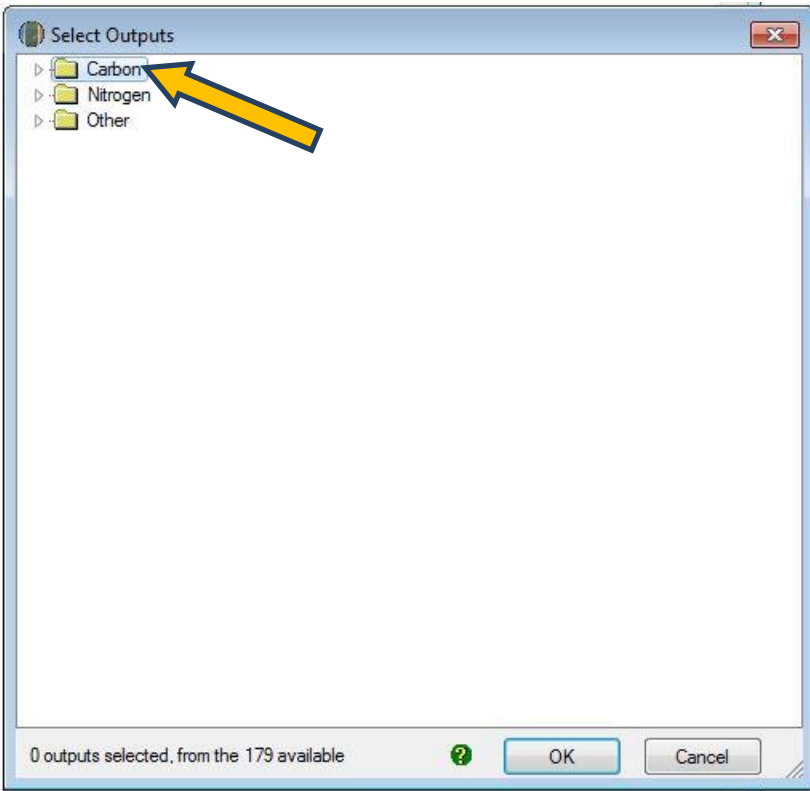 Select Outputs
Carbon
Nitrogen
Other
0 outputs selected, from the 179 available
?
OK
Cancel